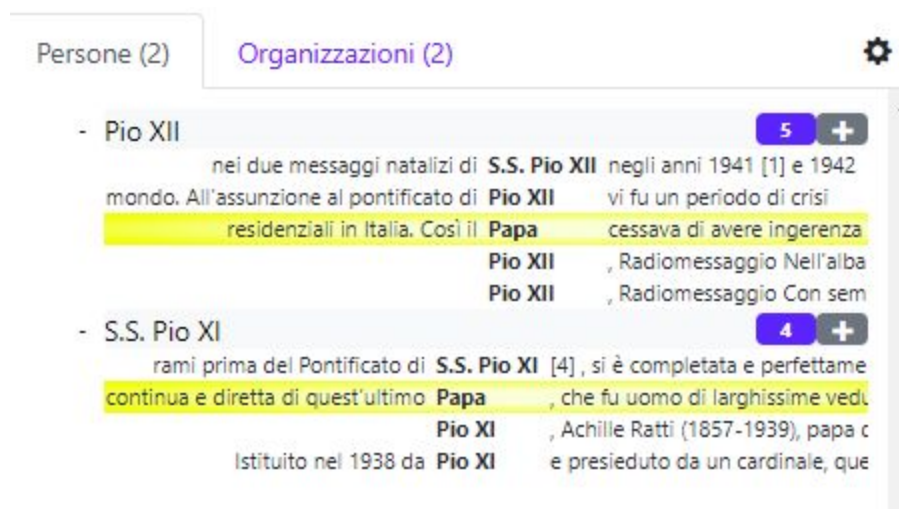 Persone (2) Organizzazioni (2)
- Pio XII 5 +
nei due messaggi natalizi di S.S. Pio XII negli anni 1941 [1] e 1942
mondo. All'assunzione al pontificato di Pio XII vi fu un periodo di crisi
residenziali in Italia. Così il Papa cessava di avere ingerenza
Pio XII , Radiomessaggio Nell'alba
Pio XII , Radiomessaggio Con sem
- S.S. Pio XI 4 +
rami prima del Pontificato di S.S. Pio XI [4] , si è completata e perfettame
continua e diretta di quest'ultimo Papa , che fu uomo di larghissime vedu
Pio XI , Achille Ratti (1857-1939), papa c
Istituito nel 1938 da Pio XI e presieduto da un cardinale, que